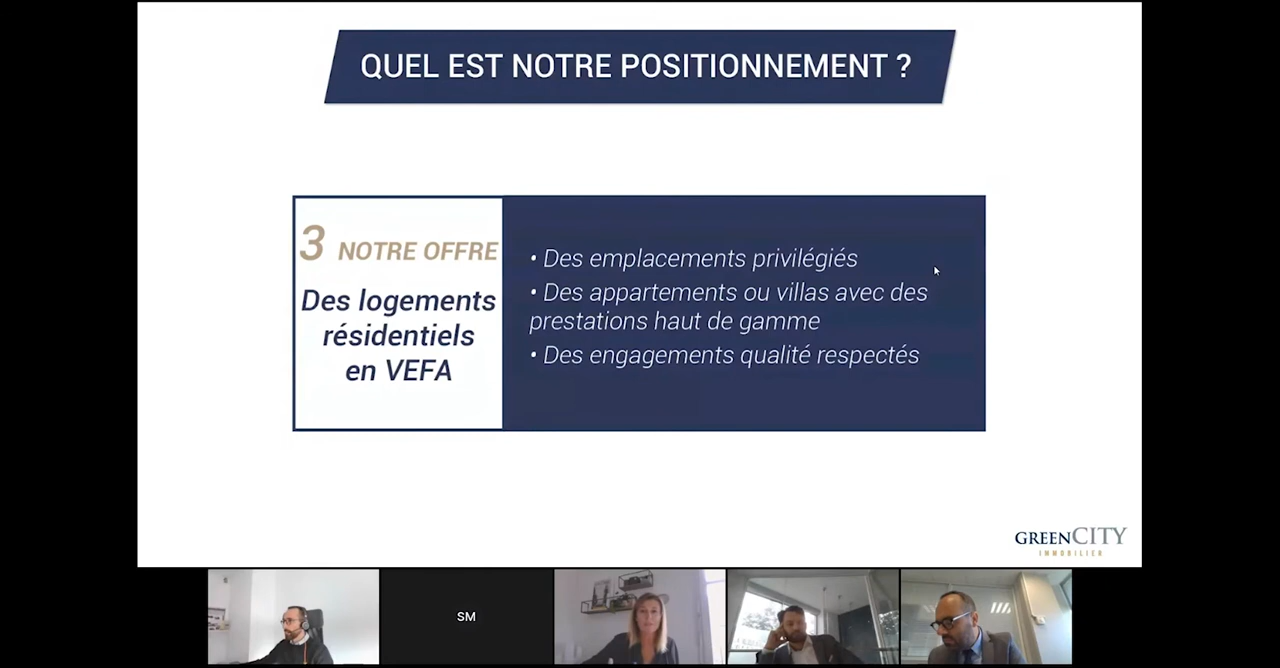 QUEL EST NOTRE POSITIONNEMENT ?
3 NOTRE OFFRE
Des logements
résidentiels
en VEFA
• Des emplacements privilégiés
• Des appartements ou villas avec des
prestations haut de gamme
• Des engagements qualité respectés
GREENCITY
IMMOBILIER
SM